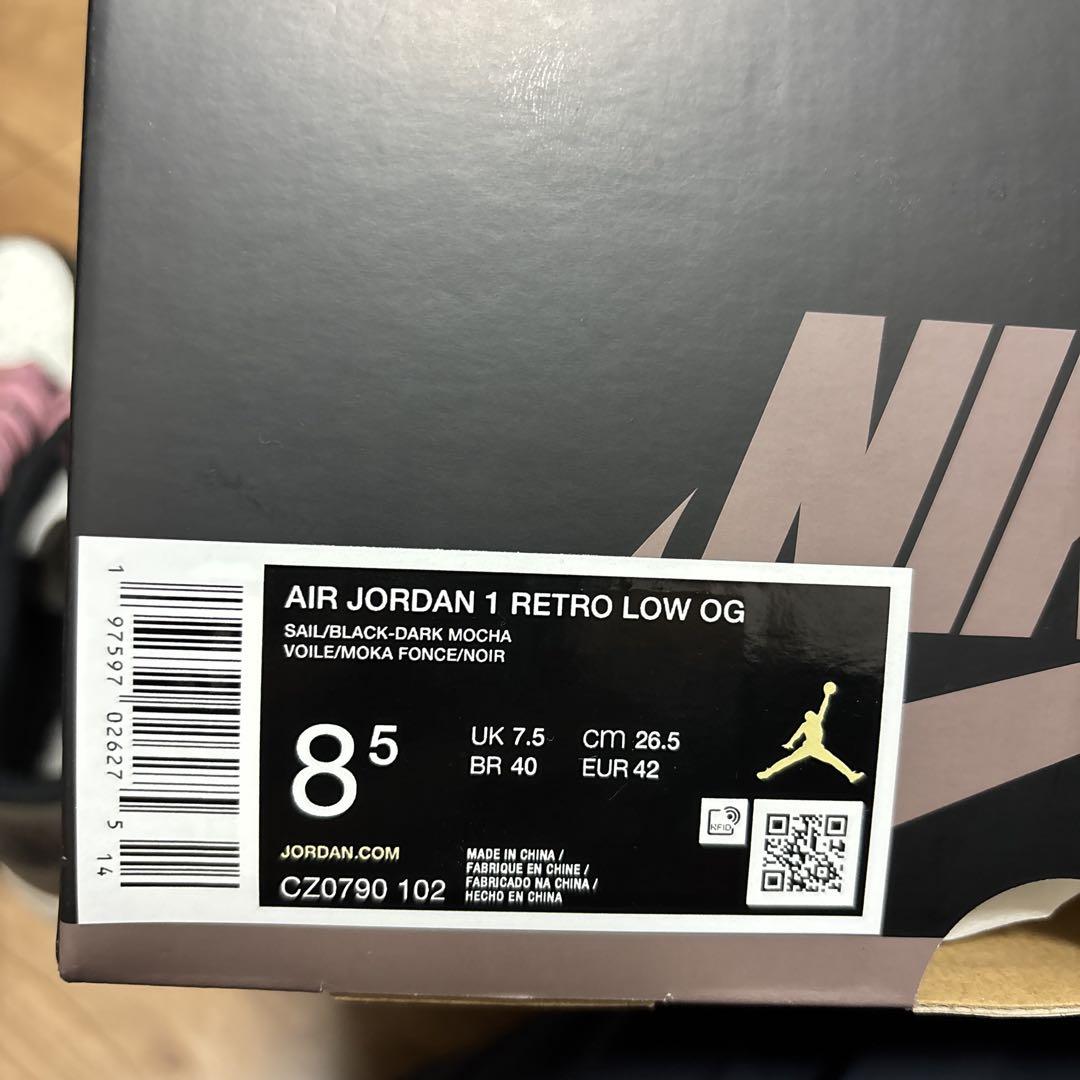 NIK
AIR JORDAN 1 RETRO LOW OG
SAIL/BLACK-DARK MOCHA
VOILE/MOKA FONCE/NOIR
8 5
UK 7.5 cm 26.5
BR 40 EUR 42
RFID
JORDAN.COM
CZ0790 102
MADE IN CHINA /
FABRIQUE EN CHINE /
FABRICADO NA CHINA /
HECHO EN CHINA
1 97597 02627 5 14